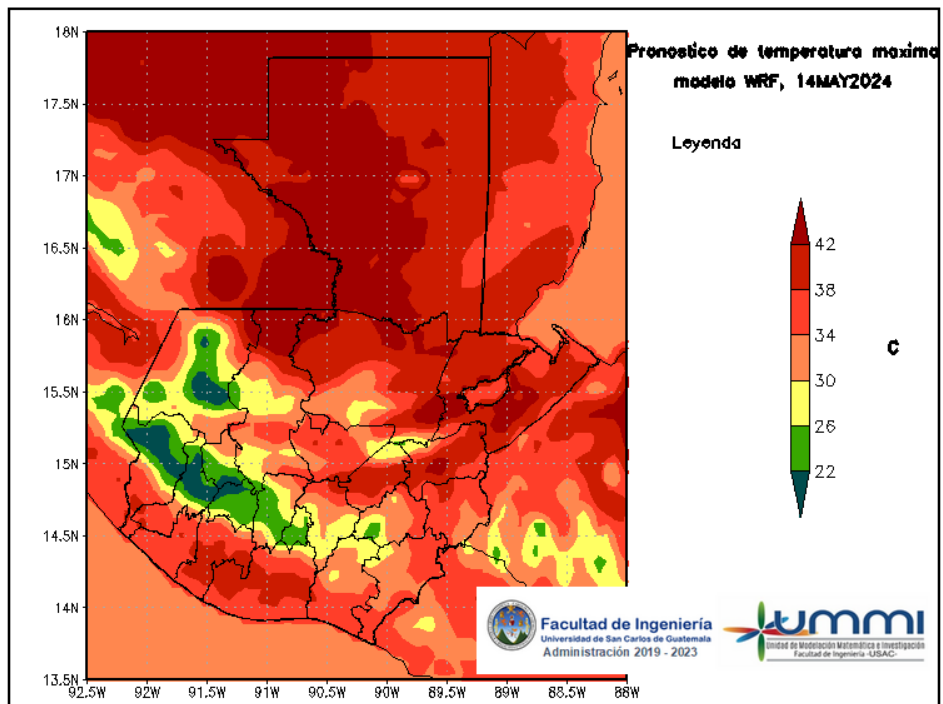 Pronostico de temperatura maxima
modelo WRF, 14MAY2024
Leyenda
42
38
34
30
26
22
C
18N
17.5N
17N
16.5N
16N
15.5N
15N
14.5N
14N
13.5N
92.5W
92W
91.5W
91W
90.5W
90W
89.5W
89W
88.5W
88W
Facultad de Ingeniería
Universidad de San Carlos de Guatemala
Administración 2019 - 2023
UMMI
Unidad de Modelación Matemática e Investigación
Facultad de Ingeniería -USAC-